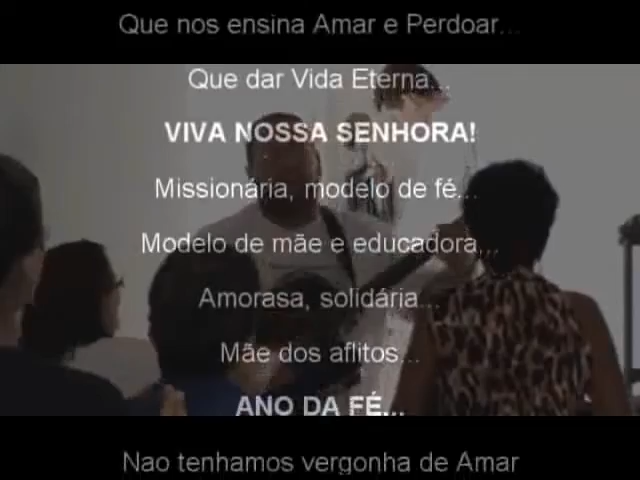 Que nos ensina Amar e Perdoar...
Que dar Vida Eterna...
VIVA NOSSA SENHORA!
Missionária, modelo de fé...
Modelo de mãe e educadora...
Amorasa, solidária...
Mãe dos aflitos...
ANO DA FÉ...
Nao tenhamos vergonha de Amar